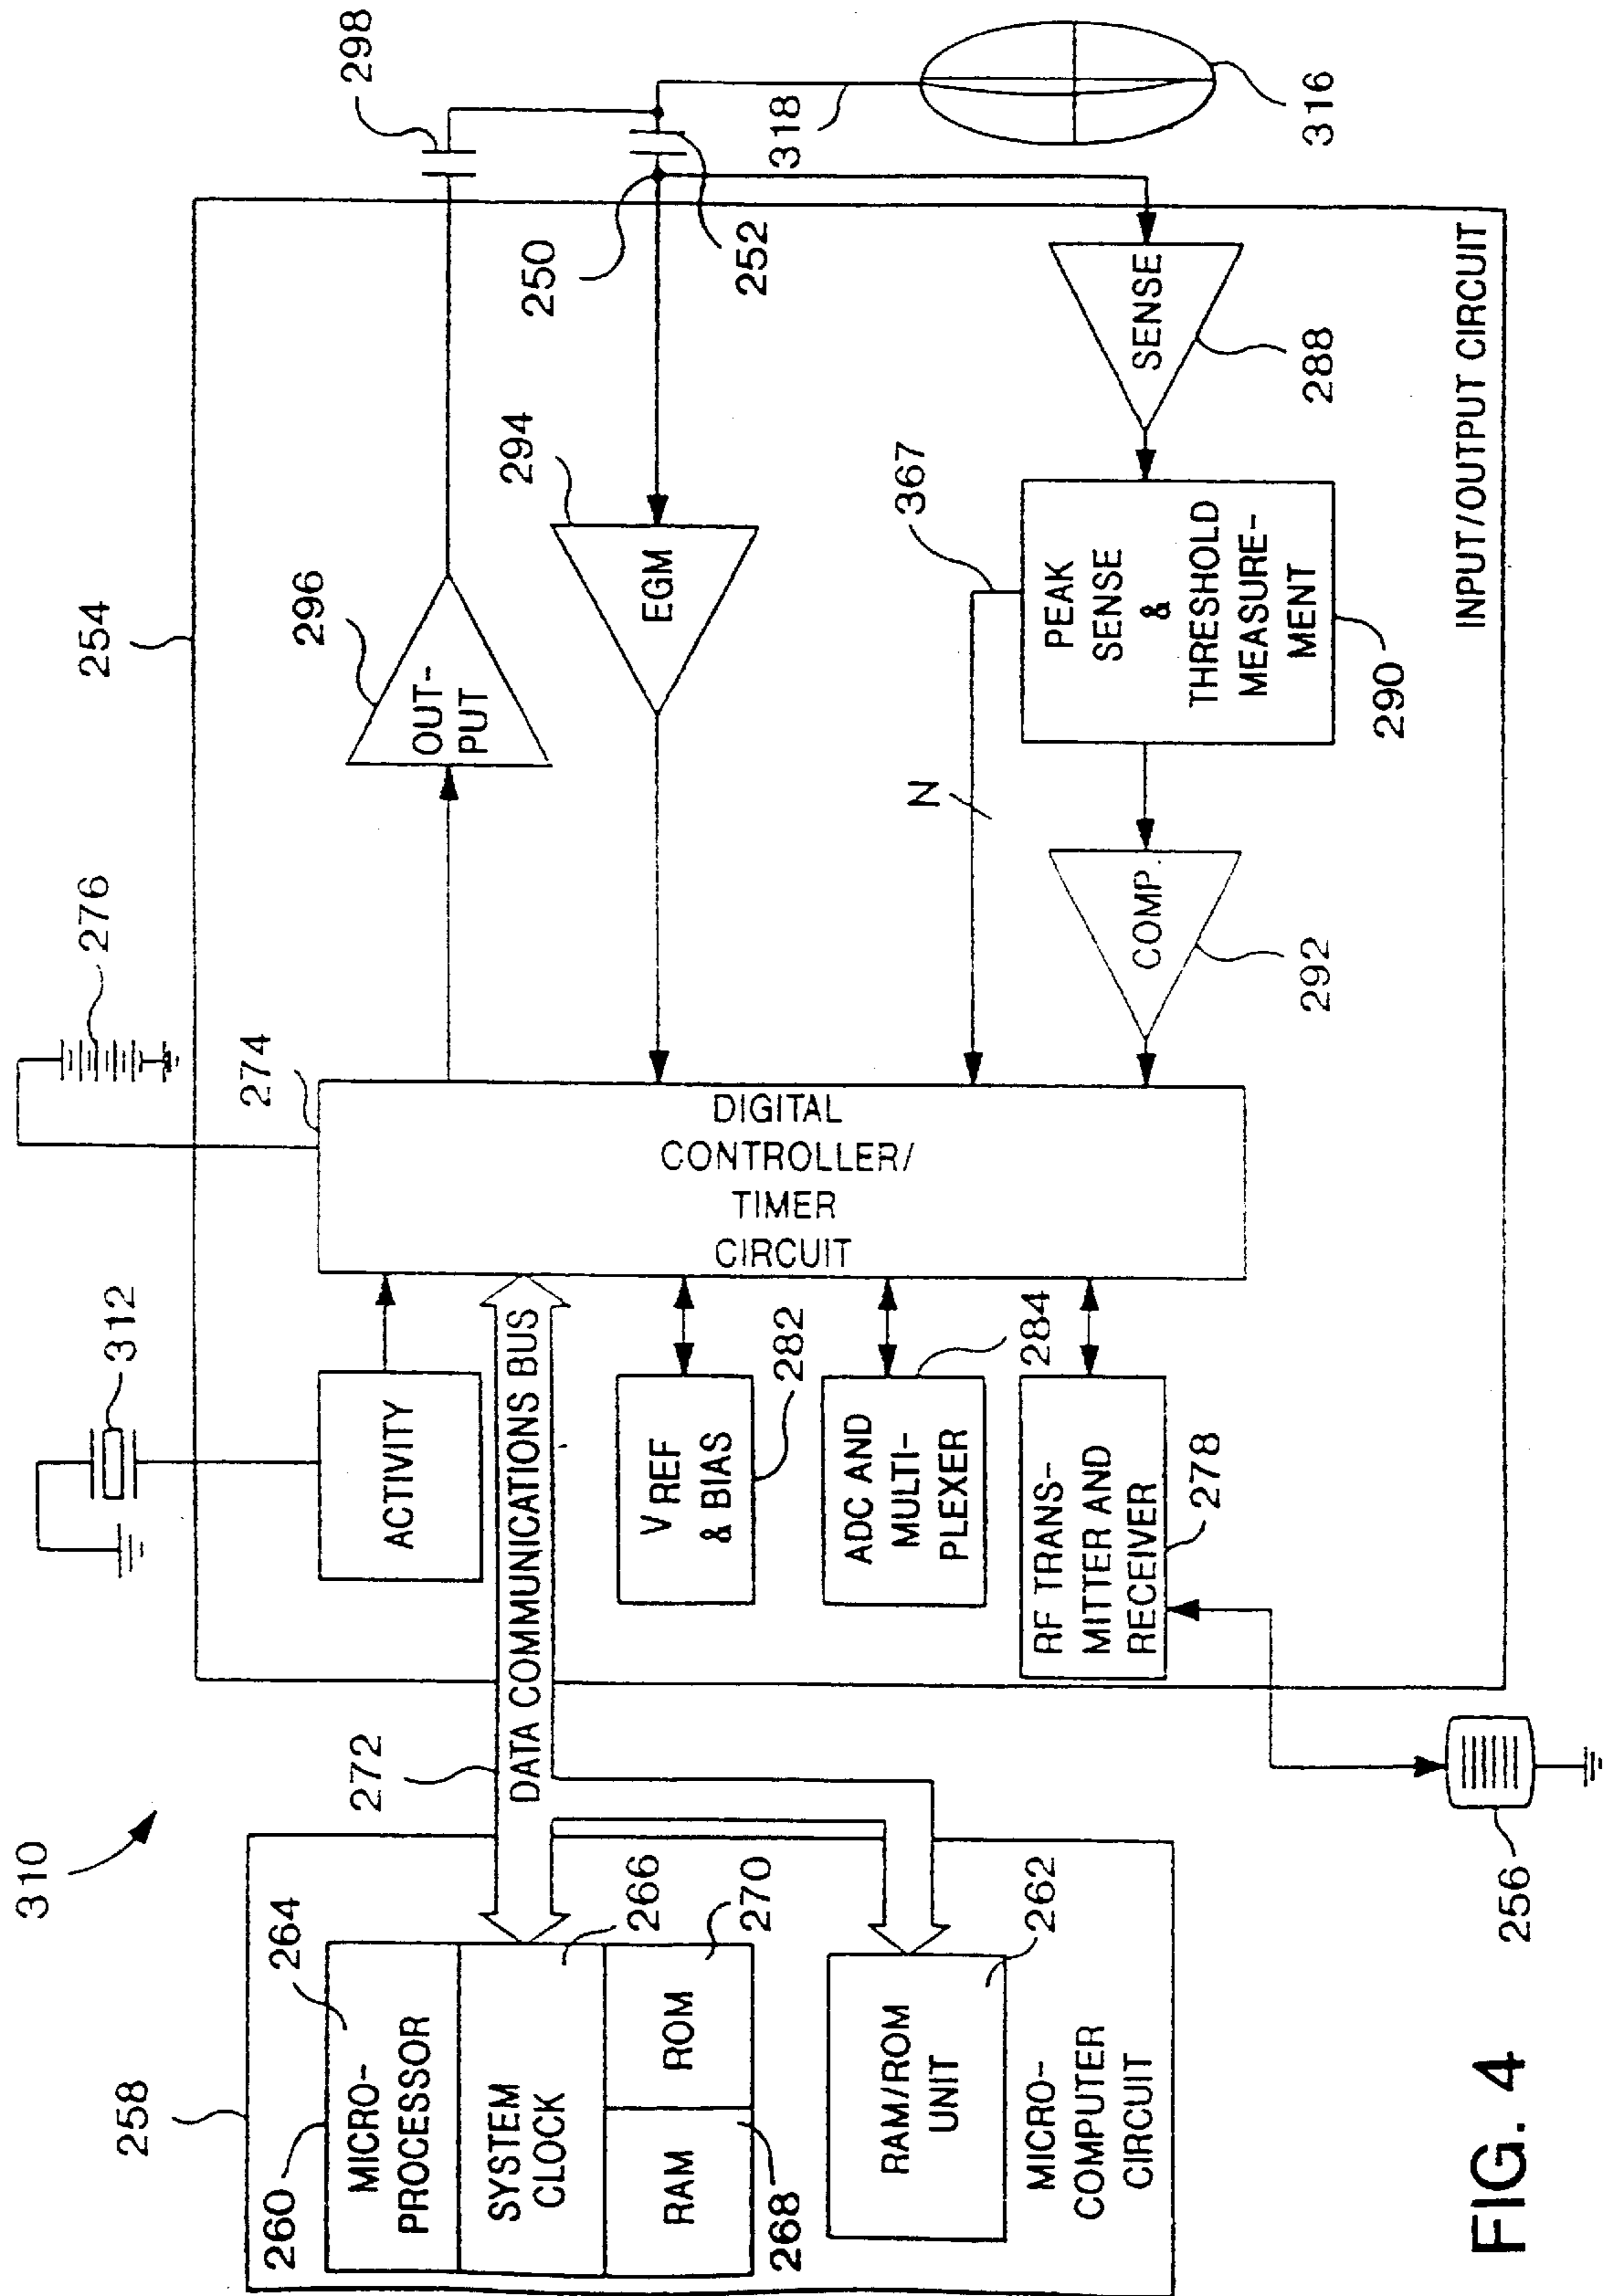 310
258
260
264
MICRO-
PROCESSOR
SYSTEM
CLOCK
266
RAM
ROM
270
268
RAM/ROM
UNIT
262
MICRO-
COMPUTER
CIRCUIT
272
DATA COMMUNICATIONS BUS
312
ACTIVITY
V REF
& BIAS
282
ADC AND
MULTI-
PLEXER
284
RF TRANS-
MITTER AND
RECEIVER
278
256
276
274
DIGITAL
CONTROLLER/
TIMER
CIRCUIT
254
296
OUT-
PUT
294
EGM
N
367
COMP.
292
PEAK
SENSE
&
THRESHOLD
MEASURE-
MENT
290
SENSE
288
298
250
252
318
316
INPUT/OUTPUT CIRCUIT
FIG. 4